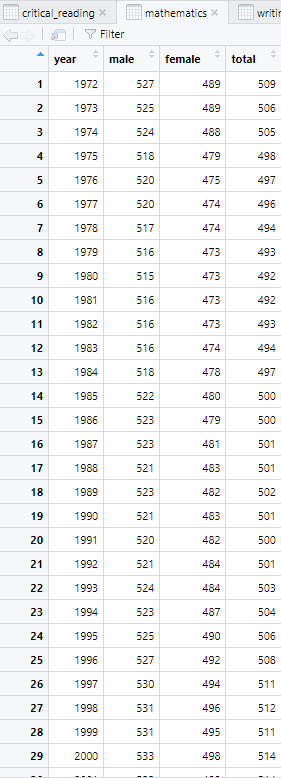 critical_reading mathematics writin
Filter
year male female total
1 1972 527 489 509
2 1973 525 489 506
3 1974 524 488 505
4 1975 518 479 498
5 1976 520 475 497
6 1977 520 474 496
7 1978 517 474 494
8 1979 516 473 493
9 1980 515 473 492
10 1981 516 473 492
11 1982 516 473 493
12 1983 516 474 494
13 1984 518 478 497
14 1985 522 480 500
15 1986 523 479 500
16 1987 523 481 501
17 1988 521 483 501
18 1989 523 482 502
19 1990 521 483 501
20 1991 520 482 500
21 1992 521 484 501
22 1993 524 484 503
23 1994 523 487 504
24 1995 525 490 506
25 1996 527 492 508
26 1997 530 494 511
27 1998 531 496 512
28 1999 531 495 511
29 2000 533 498 514